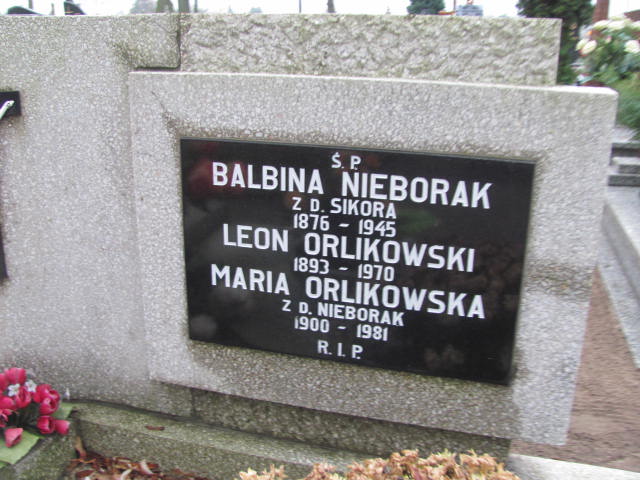 Ś.P.
BALBINA NIEBORAK
Z D. SIKORA
1876 - 1945
LEON ORLIKOWSKI
1893 - 1970
MARIA ORLIKOWSKA
Z D. NIEBORAK
1900 - 1981
R.I.P.